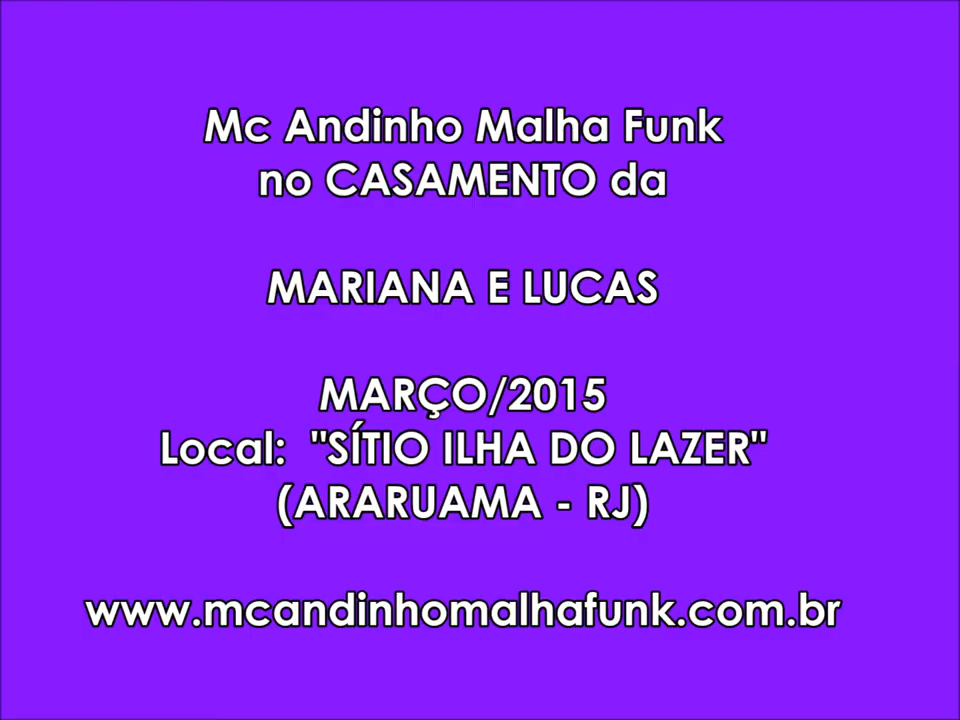 Mc Andinho Malha Funk
no CASAMENTO da
MARIANA E LUCAS
MARÇO/2015
Local: "SÍTIO ILHA DO LAZER"
(ARARUAMA - RJ)
www.mcandinhomalhafunk.com.br